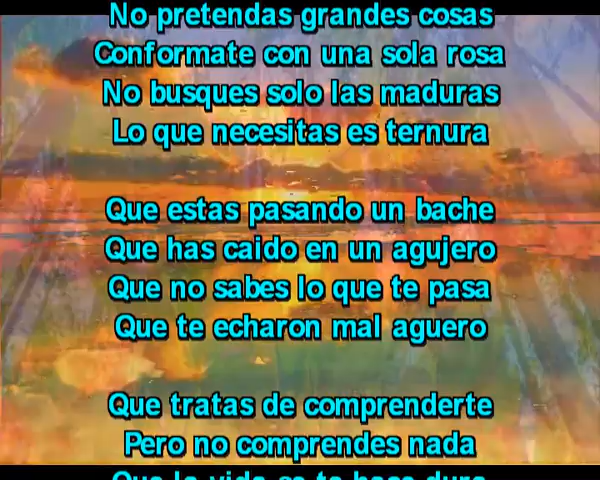 No pretendas grandes cosas
Conformate con una sola rosa
No busques solo las maduras
Lo que necesitas es ternura
Que estas pasando un bache
Que has caido en un agujero
Que no sabes lo que te pasa
Que te echaron mal aguero
Que tratas de comprenderte
Pero no comprendes nada
Que la vida se te hace dura